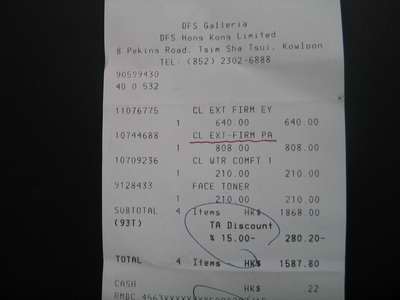 DFS Galleria
DFS Hong Kong Limited
8 Peking Road, Tsim Sha Tsui, Kowloon
TEL: (852) 2302-6888
90599430
40 0 532
11076775 CL EXT FIRM EY
1 640.00 640.00
10744688 CL EXT-FIRM PA
1 808.00 808.00
10709236 CL WTR COMFT 1
1 210.00 210.00
9128433 FACE TONER
1 210.00 210.00
SUBTOTAL 4 Items HK$ 1868.00
(93T) TA Discount
% 15.00- 280.20-
TOTAL 4 Items HK$ 1587.80
CASH HK$ 22
RMBC